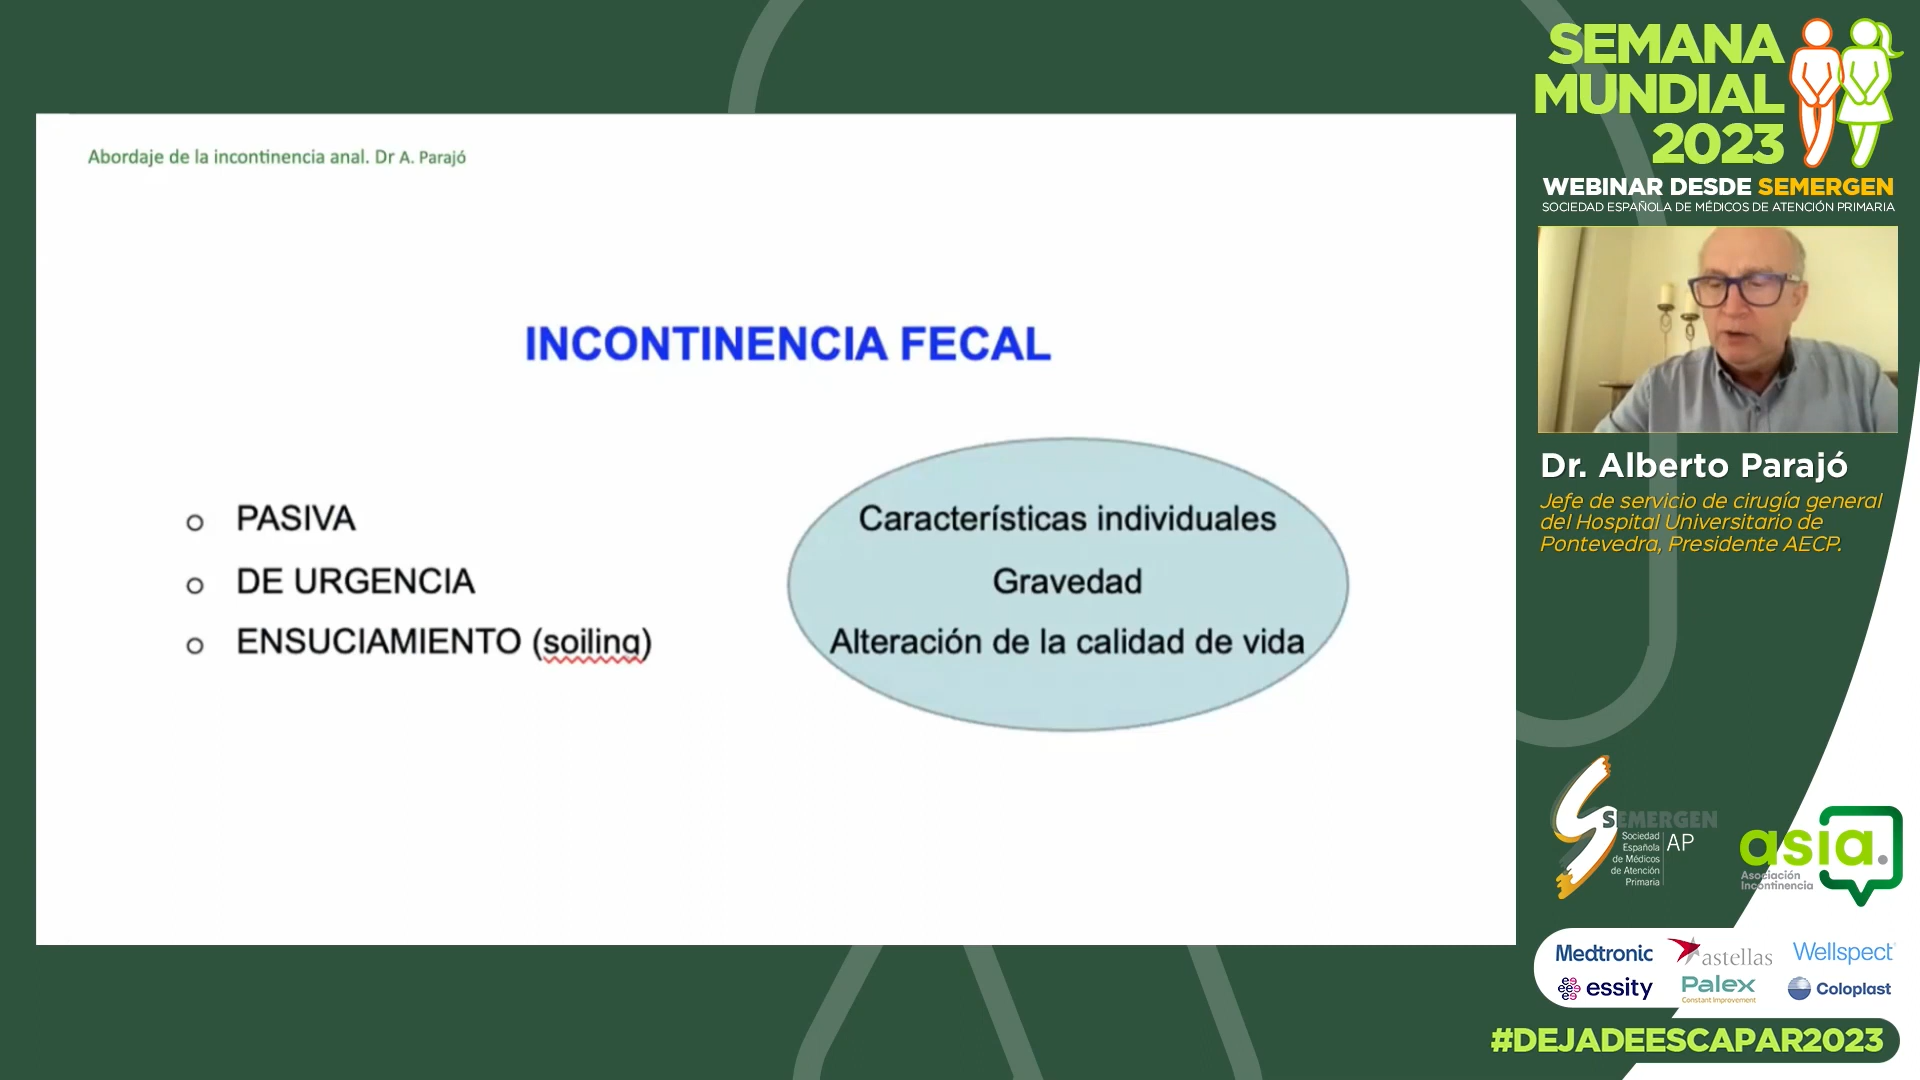 Abordaje de la incontinencia anal. Dr A. Parajó
INCONTINENCIA FECAL
o PASIVA
o DE URGENCIA
o ENSUCIAMIENTO (soiling)
Características individuales
Gravedad
Alteración de la calidad de vida
SEMANA
MUNDIAL
2023
WEBINAR DESDE SEMERGEN
SOCIEDAD ESPAÑOLA DE MÉDICOS DE ATENCIÓN PRIMARIA
Dr. Alberto Parajó
Jefe de servicio de cirugía general
del Hospital Universitario de
Pontevedra, Presidente AECP.
SEMERGEN
Sociedad
Española
de Médicos
de Atención
Primaria
AP
asia.
Asociación
Incontinencia
Medtronic
astellas
Wellspect
essity
Palex
Constant Improvement
Coloplast
#DEJADEESCAPAR2023